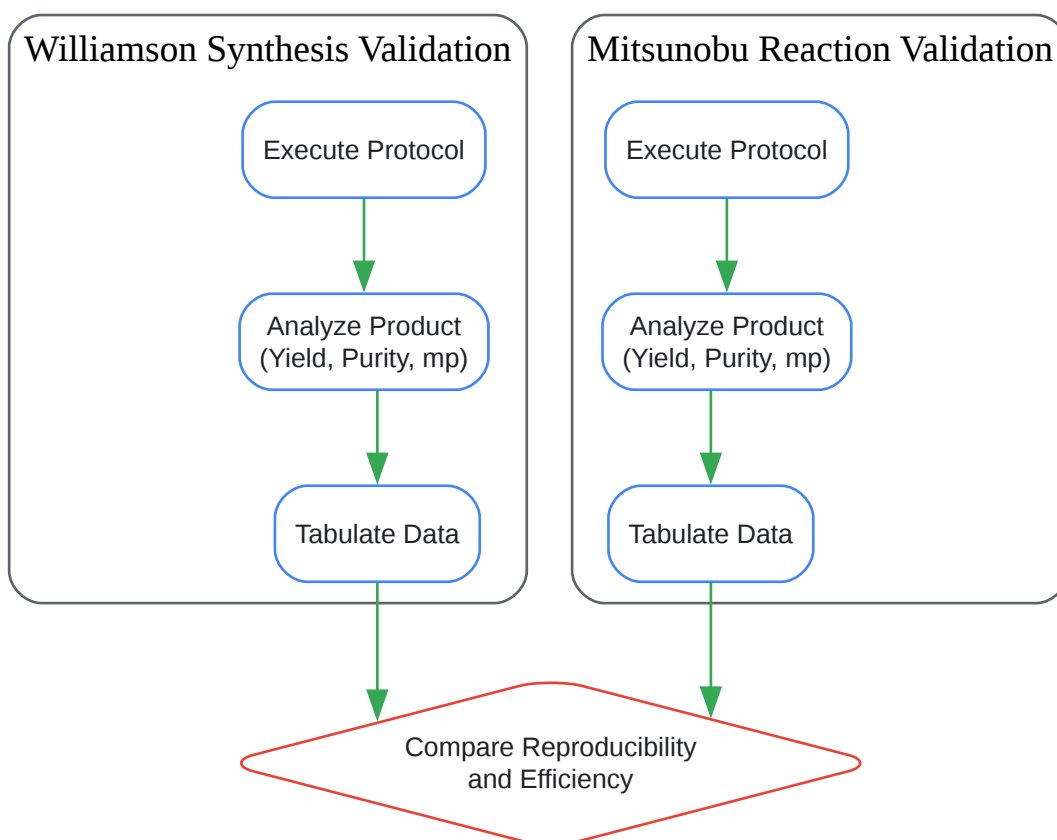 Williamson Synthesis Validation
Execute Protocol
Analyze Product
(Yield, Purity, mp)
Tabulate Data
Mitsunobu Reaction Validation
Execute Protocol
Analyze Product
(Yield, Purity, mp)
Tabulate Data
Compare Reproducibility
and Efficiency